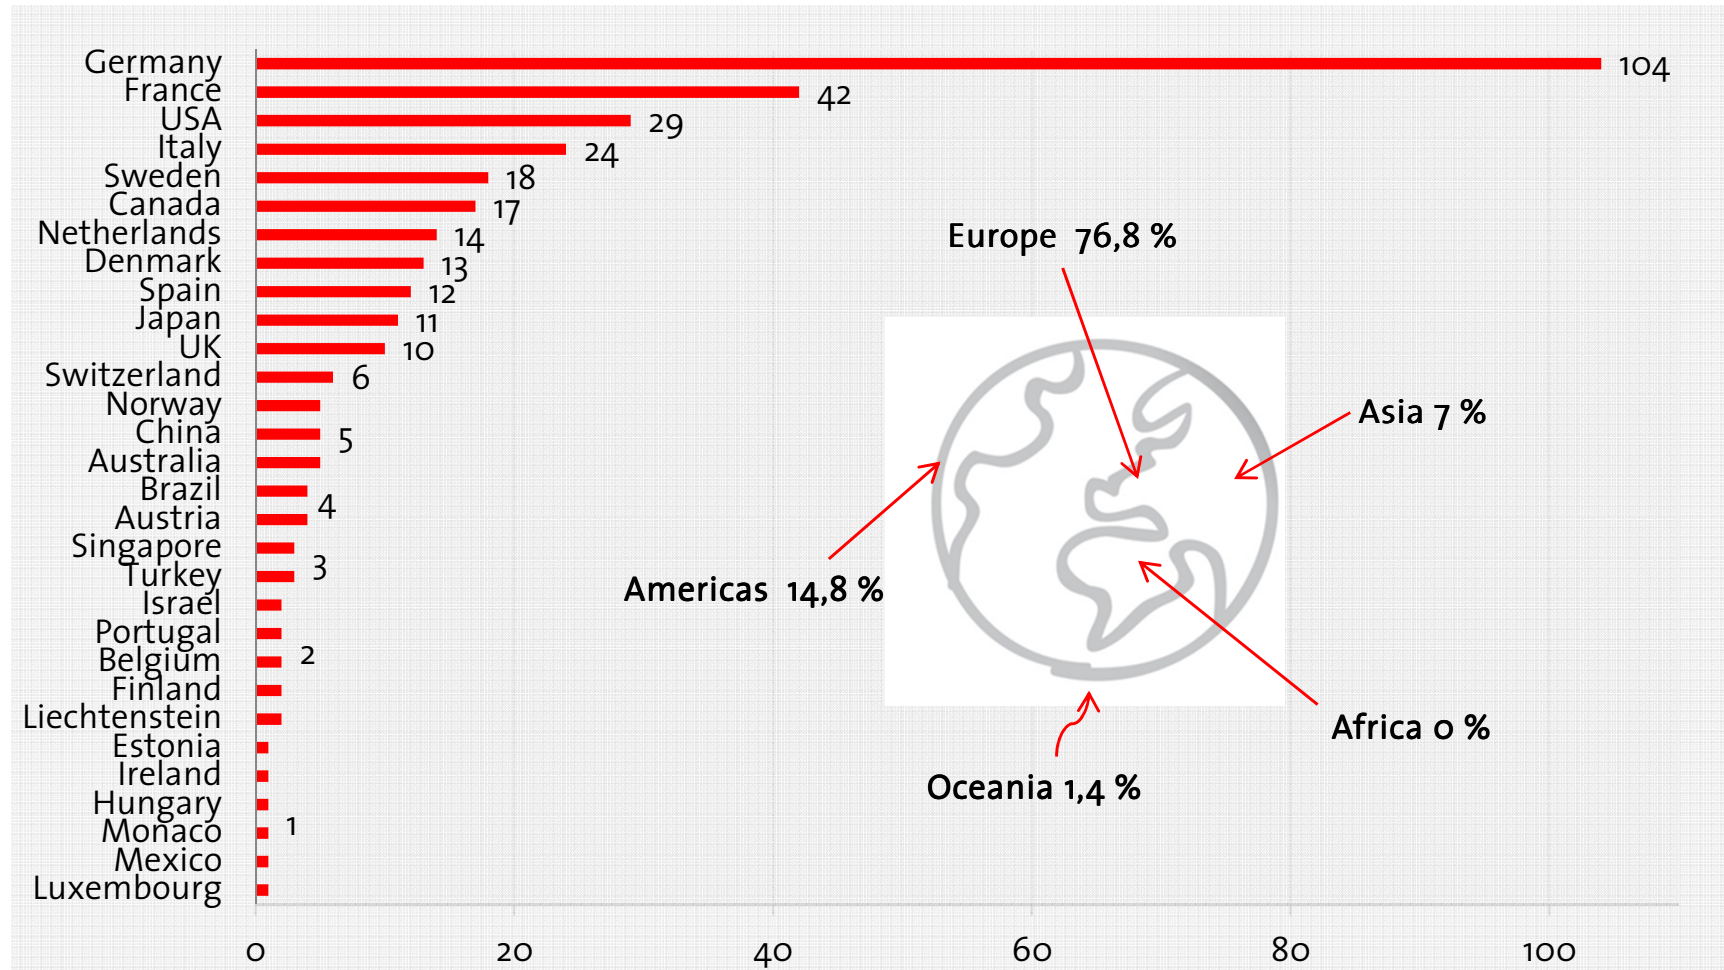 Germany 104
France 42
USA 29
Italy 24
Sweden 18
Canada 17
Netherlands 14
Denmark 13
Spain 12
Japan 11
UK 10
Switzerland 6
Norway
China 5
Australia
Brazil 4
Austria
Singapore
Turkey 3
Israel
Portugal
Belgium 2
Finland
Liechtenstein
Estonia
Ireland
Hungary
Monaco 1
Mexico
Luxembourg
0 20 40 60 80 100
Europe 76,8 %
Asia 7 %
Americas 14,8 %
Africa 0 %
Oceania 1,4 %